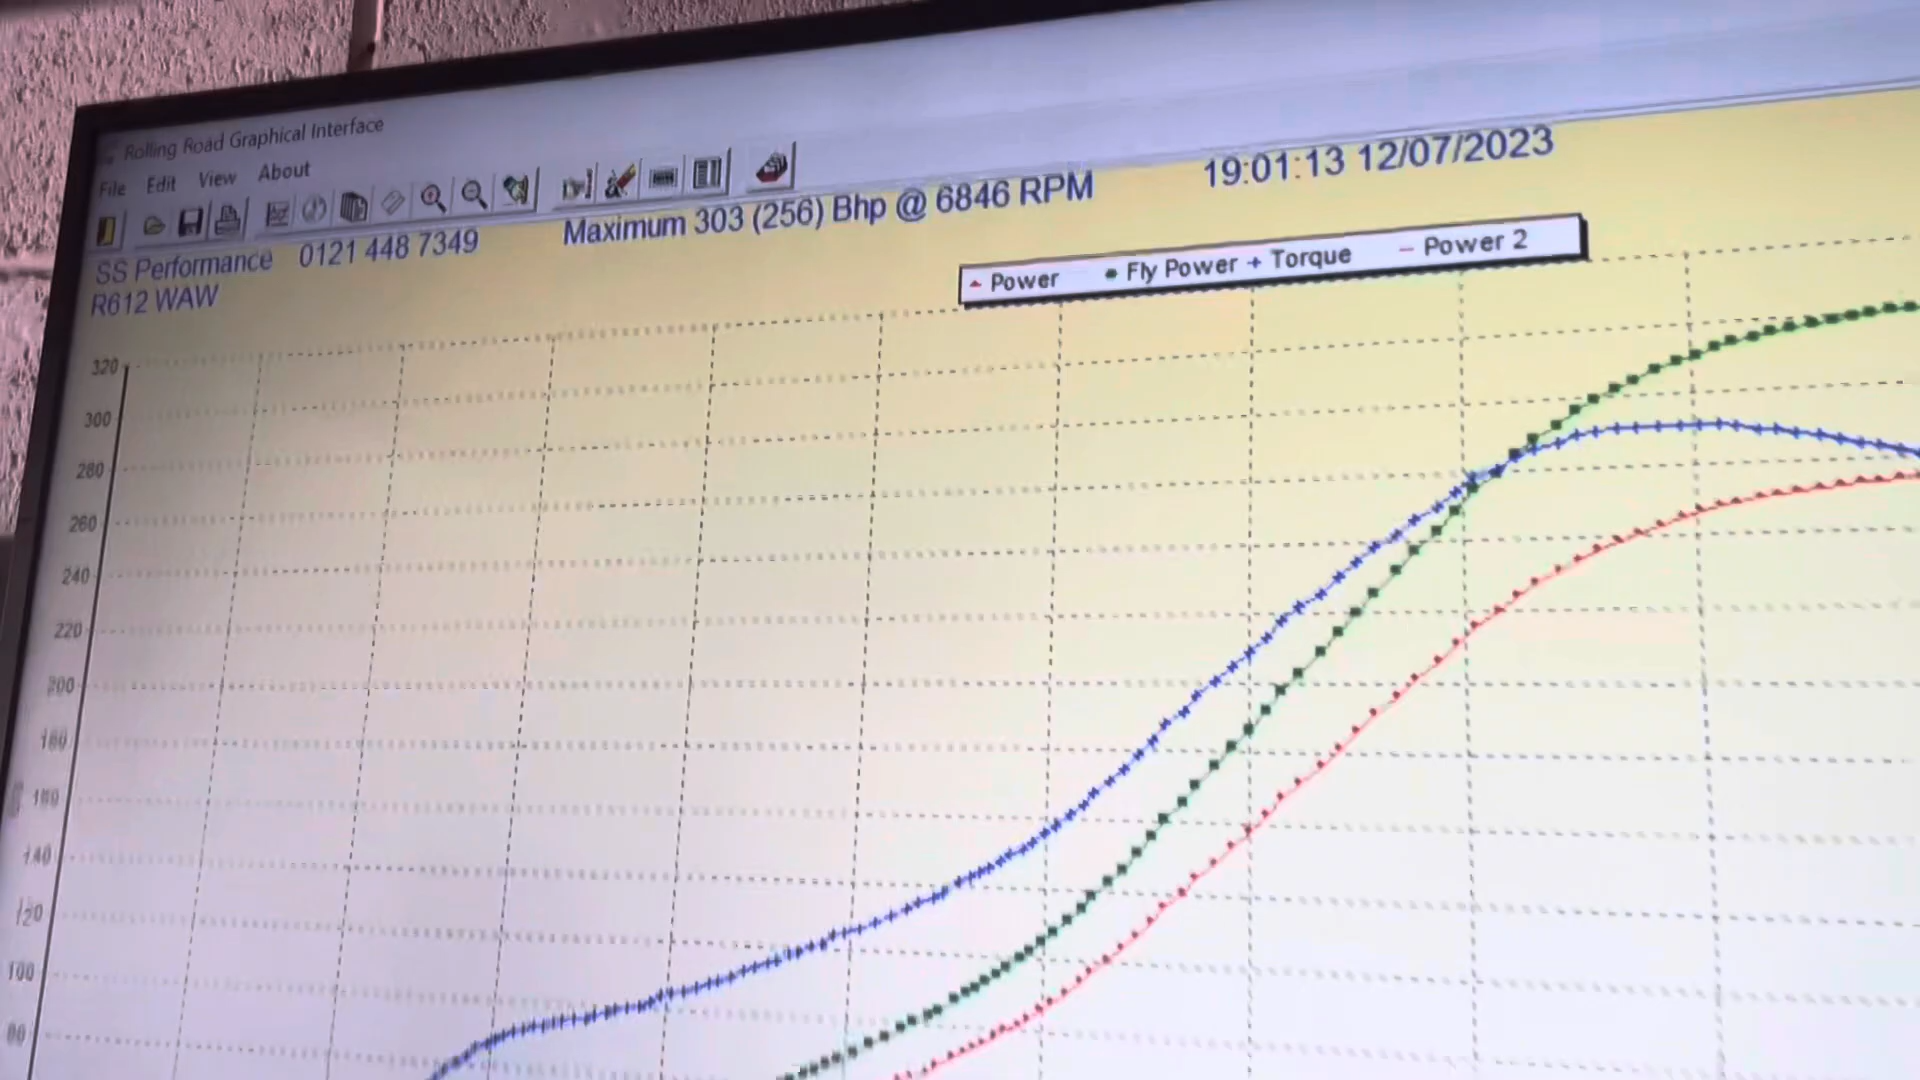 Rolling Road Graphical Interface
File Edit View About
Maximum 303 (256) Bhp @ 6846 RPM
19:01:13 12/07/2023
SS Performance 0121 448 7349
R612 WAW
Power Fly Power Torque Power 2
320
300
280
260
240
220
200
180
160
140
120
100
80